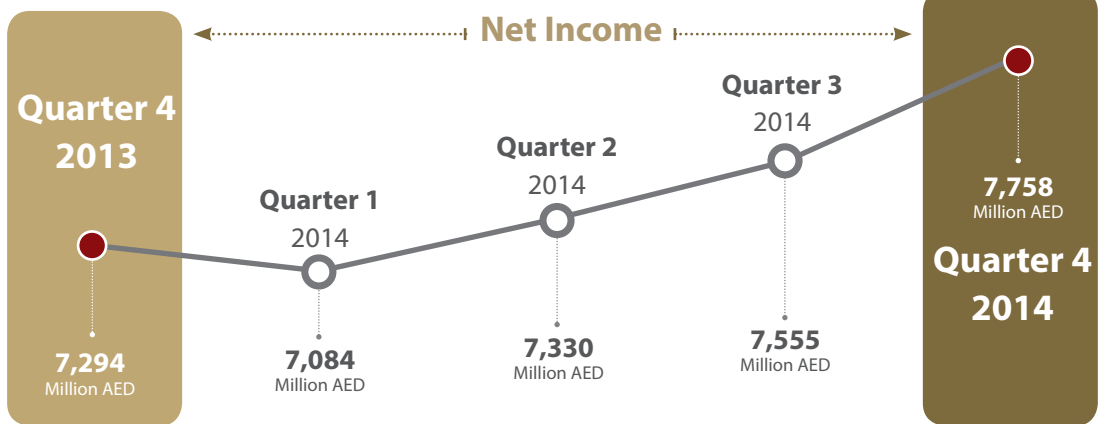 Net Income
Quarter 4
2013
7,294
Million AED
Quarter 1
2014
7,084
Million AED
Quarter 2
2014
7,330
Million AED
Quarter 3
2014
7,555
Million AED
7,758
Million AED
Quarter 4
2014